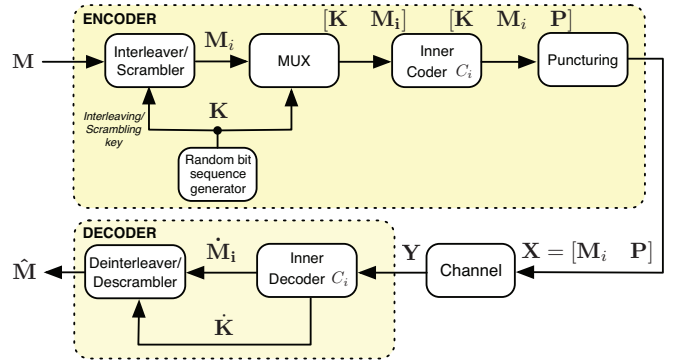 ENCODER
[K M_i] [K M_i P]
M
Interleaver/
Scrambler
M_i
MUX
Inner
Coder C_i
Puncturing
Interleaving/
Scrambling
key
K
Random bit
sequence
generator
DECODER
M̂
Deinterleaver/
Descrambler
Ṁ_i
Inner
Decoder C_i
Y
Channel
X = [M_i P]
K̇